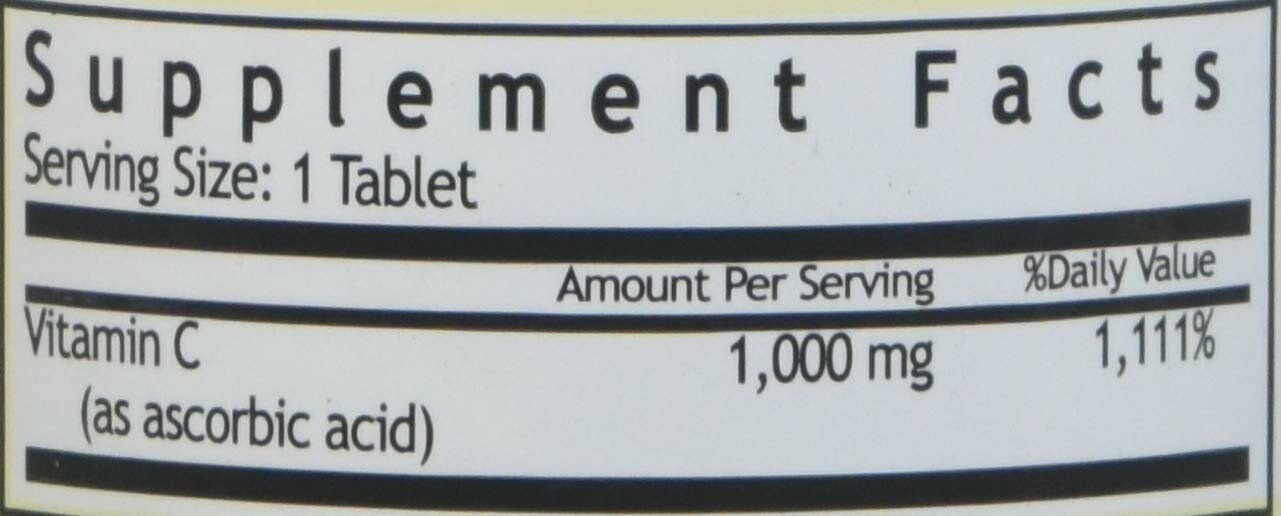 Supplement Facts
Serving Size: 1 Tablet
Amount Per Serving %Daily Value
Vitamin C 1,000 mg 1,111%
(as ascorbic acid)